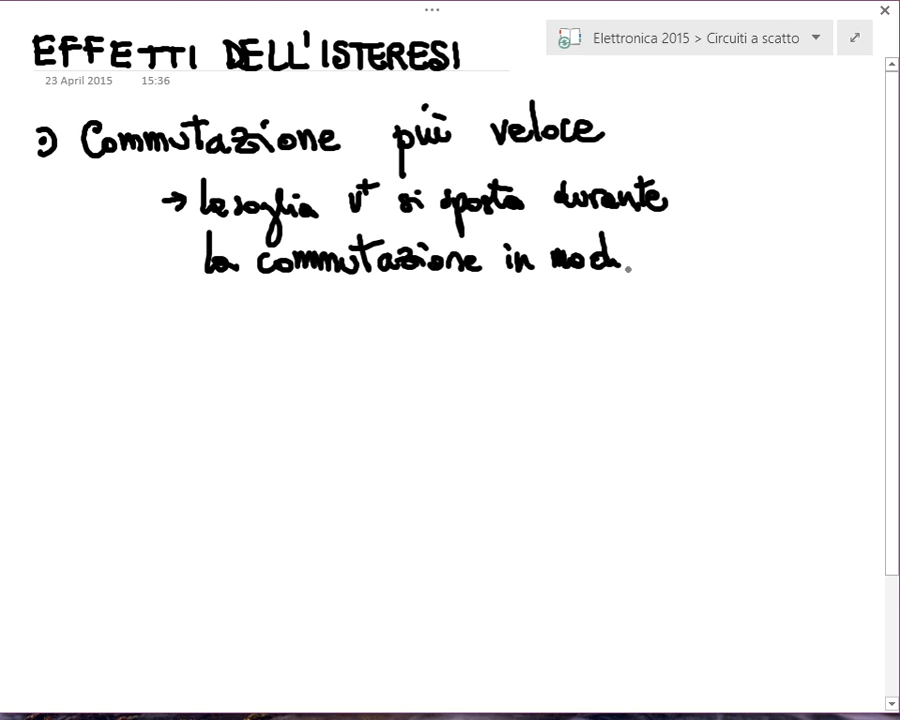 EFFETTI DELL'ISTERESI
Elettronica 2015 > Circuiti a scatto
23 April 2015 15:36
Commutazione più veloce
→ la soglia V+ si sposta durante
la commutazione in mod